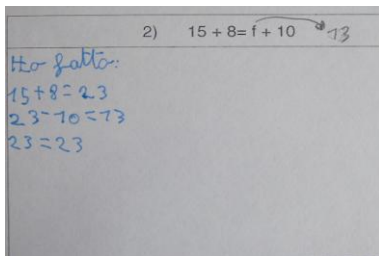 2) 15 + 8= f + 10 13
Ho fatto:
15+8=23
23-10=13
23=23